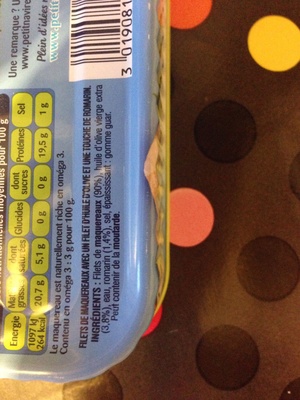 Une remarque ?
www.petitnavire
Plein d'idées
www.petit
3 019081
moyennes pour 100 g
Energie
dont
saturées
Glucides
dont
sucres
Protéines
Sel
1097 kJ
264 kcal
20,7 g
5,1 g
0 g
0 g
19,5 g
1 g
Le maquereau est naturellement riche en oméga 3.
Contenu en oméga 3 : 3 g pour 100 g.
FILETS DE MAQUEREAUX AVEC UN FILET D'HUILE D'OLIVE ET UNE TOUCHE DE ROMARIN.
INGRÉDIENTS : Filets de maquereaux (90%), huile d'olive vierge extra
(3,8%), eau, romarin (1,4%), sel, épaississant : gomme guar.
Peut contenir de la moutarde.